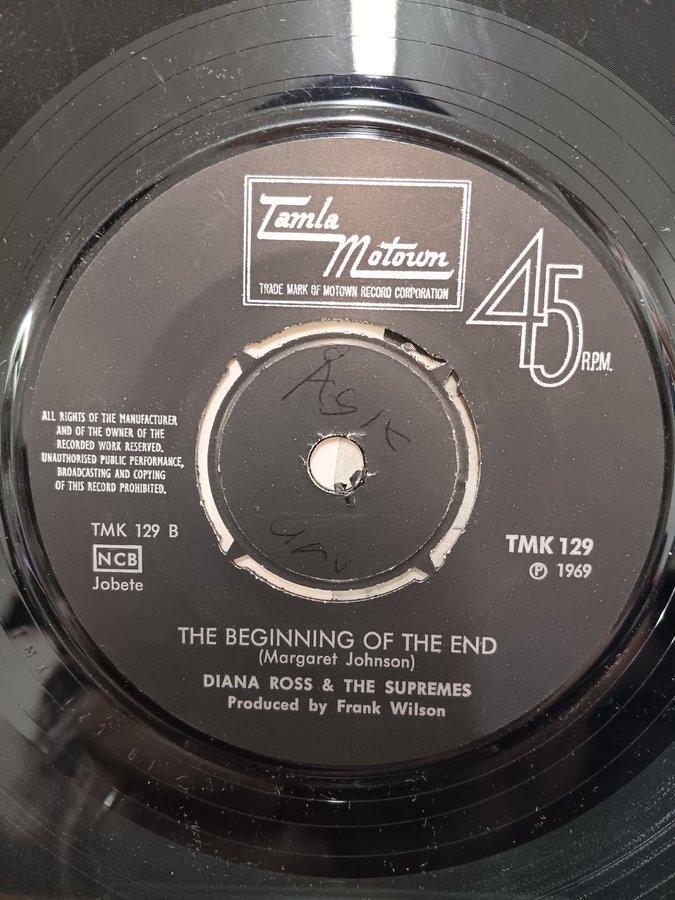 Tamla
Motown
TRADE MARK OF MOTOWN RECORD CORPORATION
45
R.P.M.
ALL RIGHTS OF THE MANUFACTURER
AND OF THE OWNER OF THE
RECORDED WORK RESERVED.
UNAUTHORISED PUBLIC PERFORMANCE,
BROADCASTING AND COPYING
OF THIS RECORD PROHIBITED.
TMK 129 B
NCB
Jobete
TMK 129
Ⓟ 1969
THE BEGINNING OF THE END
(Margaret Johnson)
DIANA ROSS & THE SUPREMES
Produced by Frank Wilson